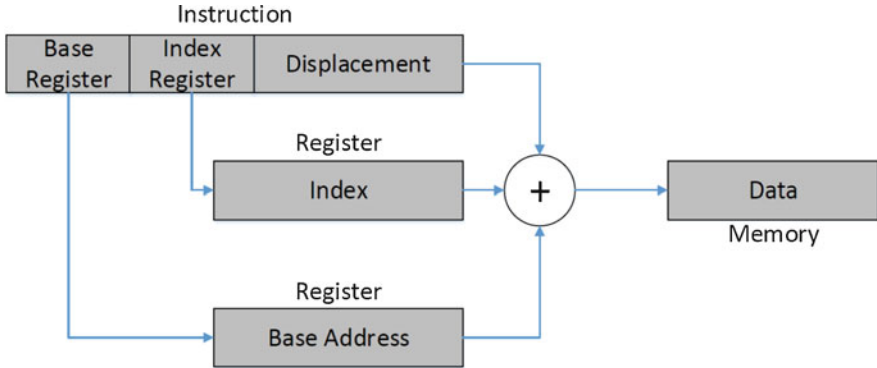 Instruction
Base Register
Index Register
Displacement
Register
Index
+
Data
Memory
Register
Base Address